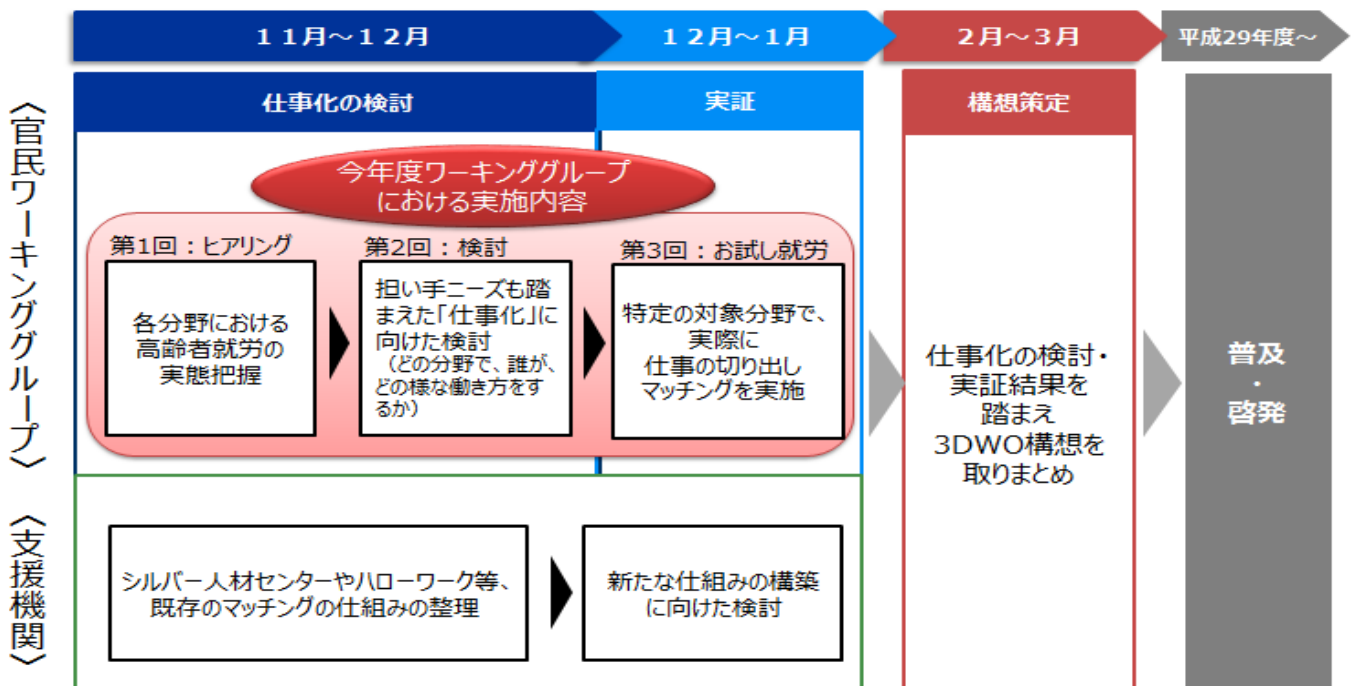 11月～12月
12月～1月
2月～3月
平成29年度～
仕事化の検討
実証
構想策定
〈官民ワーキンググループ〉
今年度ワーキンググループ
における実施内容
第1回：ヒアリング
各分野における
高齢者就労の
実態把握
第2回：検討
担い手ニーズも踏
まえた「仕事化」に
向けた検討
（どの分野で、誰が、
どの様な働き方をす
るか）
第3回：お試し就労
特定の対象分野で、
実際に
仕事の切り出し
マッチングを実施
仕事化の検討・
実証結果を
踏まえ
3DWO構想を
取りまとめ
普及
・
啓発
〈支援機関〉
シルバー人材センターやハローワーク等、
既存のマッチングの仕組みの整理
新たな仕組みの構築
に向けた検討